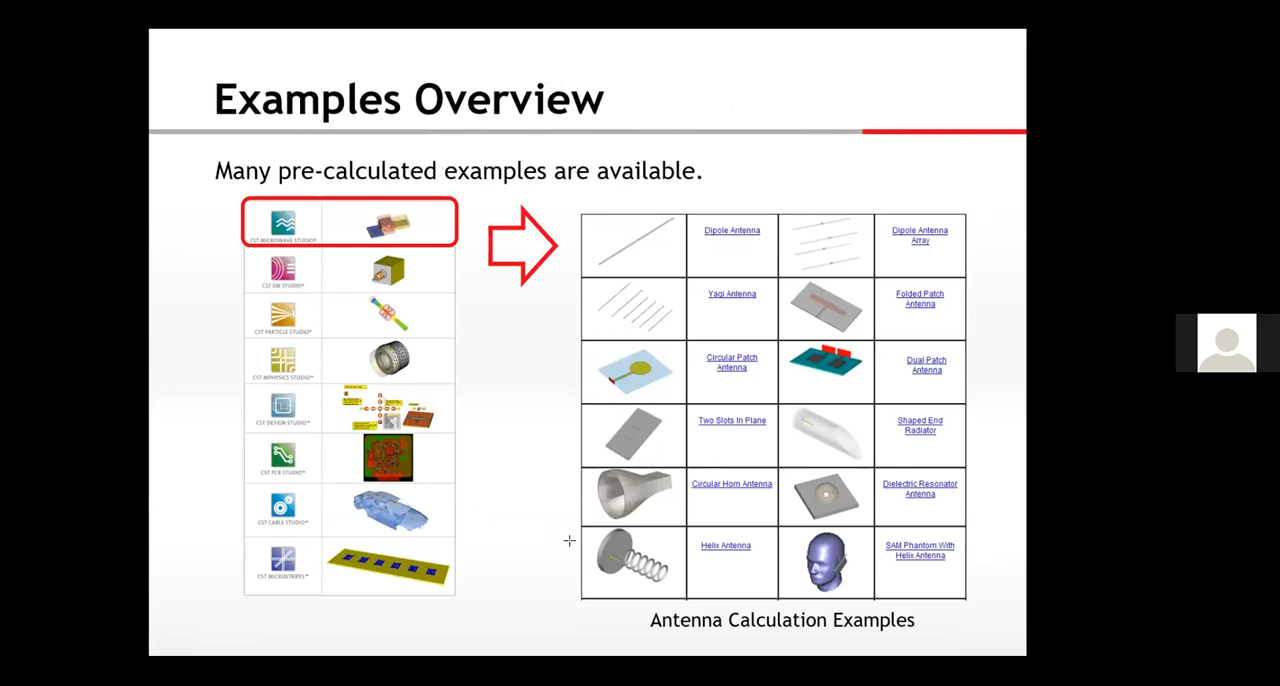 Examples Overview
Many pre-calculated examples are available.
CST MICROWAVE STUDIO®
CST EM STUDIO®
CST PARTICLE STUDIO™
CST MPHYSICS STUDIO™
CST DESIGN STUDIO™
CST PCB STUDIO™
CST CABLE STUDIO™
CST MICROSTRIPES™
Dipole Antenna
Dipole Antenna
Array
Yagi Antenna
Folded Patch
Antenna
Circular Patch
Antenna
Dual Patch
Antenna
Two Slots In Plane
Shaped End
Radiator
Circular Horn Antenna
Dielectric Resonator
Antenna
Helix Antenna
SAM Phantom With
Helix Antenna
Antenna Calculation Examples